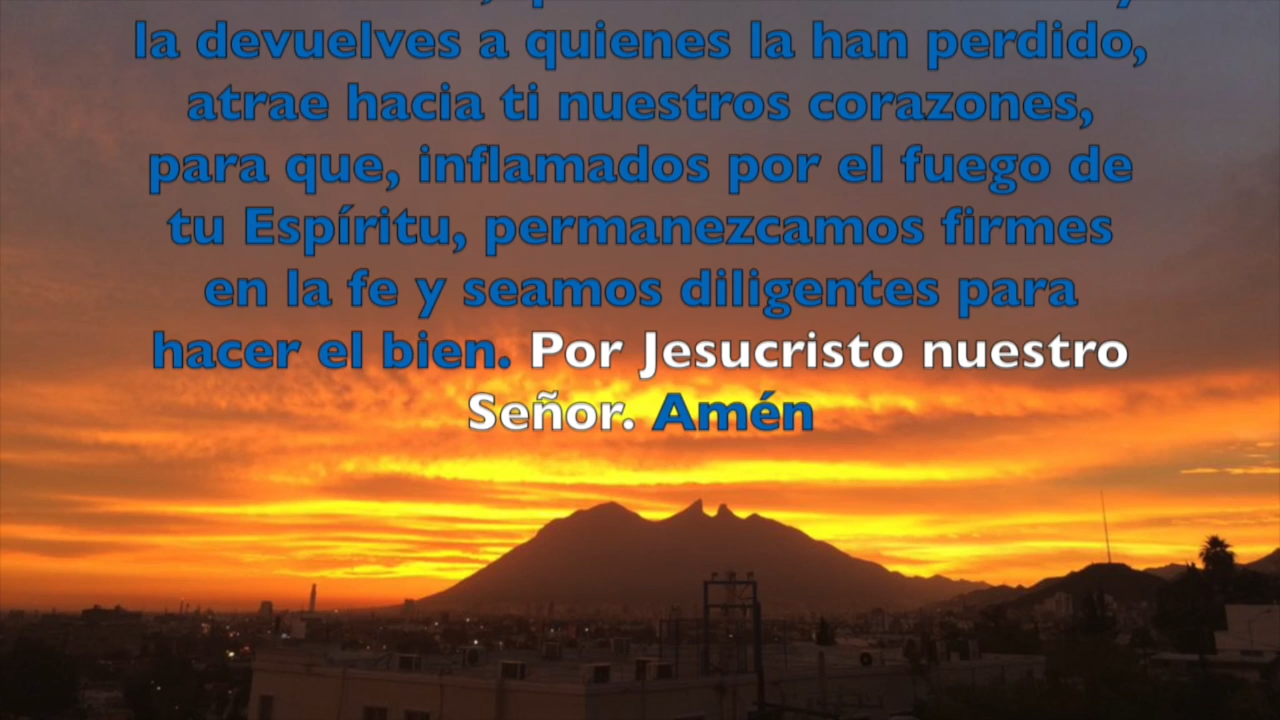 la devuelves a quienes la han perdido,
atrae hacia ti nuestros corazones,
para que, inflamados por el fuego de
tu Espíritu, permanezcamos firmes
en la fe y seamos diligentes para
hacer el bien. Por Jesucristo nuestro
Señor. Amén